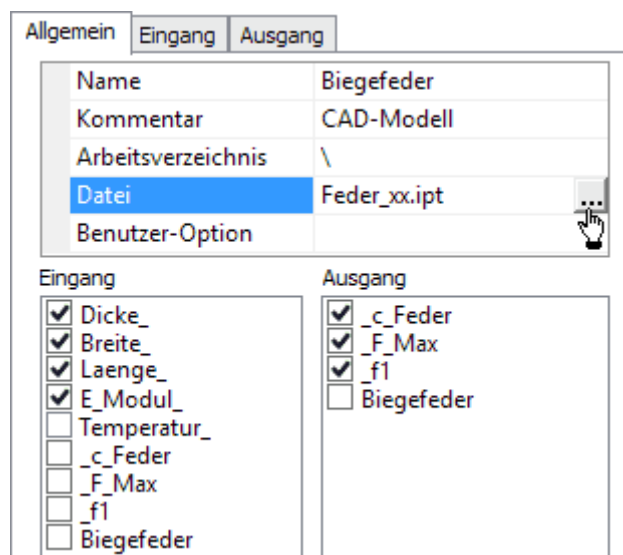 Allgemein Eingang Ausgang
Name Biegefeder
Kommentar CAD-Modell
Arbeitsverzeichnis \
Datei Feder_xx.ipt ...
Benutzer-Option
Eingang
Dicke_
Breite_
Laenge_
E_Modul_
Temperatur_
_c_Feder
_F_Max
_f1
Biegefeder
Ausgang
_c_Feder
_F_Max
_f1
Biegefeder